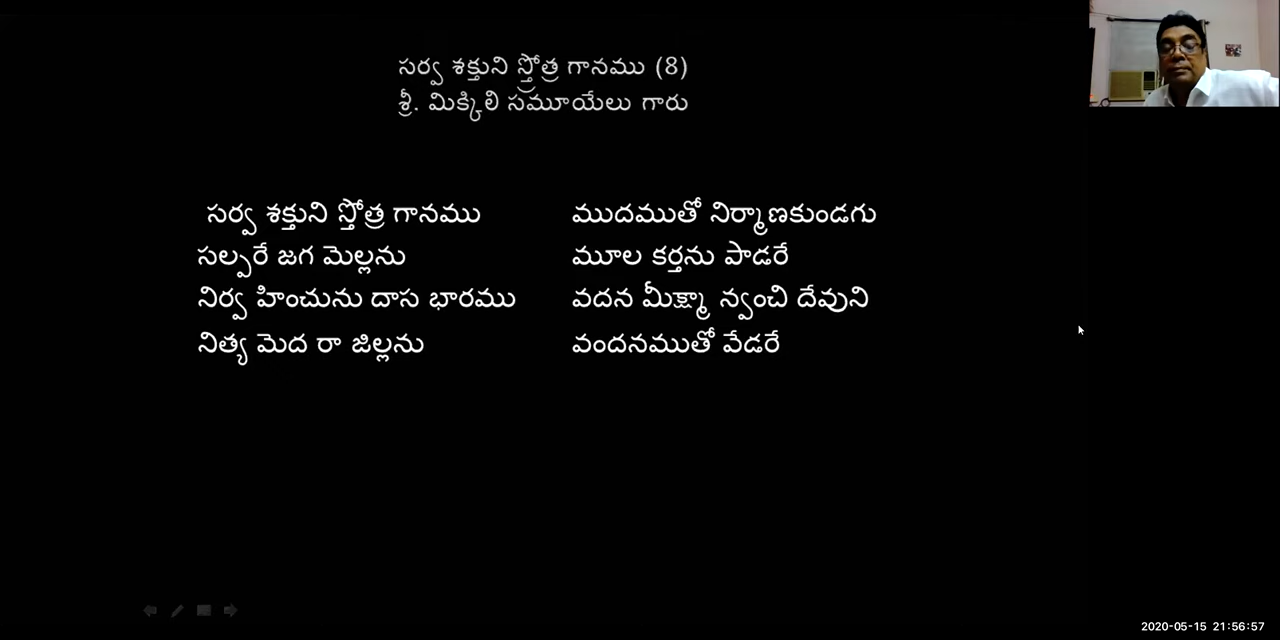 సర్వ శక్తుని స్త్రోత్ర గానము (8)
శ్రీ. మిక్కిలి సమూయేలు గారు
సర్వ శక్తుని స్తోత్ర గానము
సల్పరే జగ మెల్లను
నిర్వ హించును దాస భారము
నిత్య మెద రా జిల్లను
ముదముతో నిర్మాణకుండగు
మూల కర్తను పాడరే
వదన మీక్ష్మా న్వంచి దేవుని
వందనముతో వేడరే
2020-05-15 21:56:57